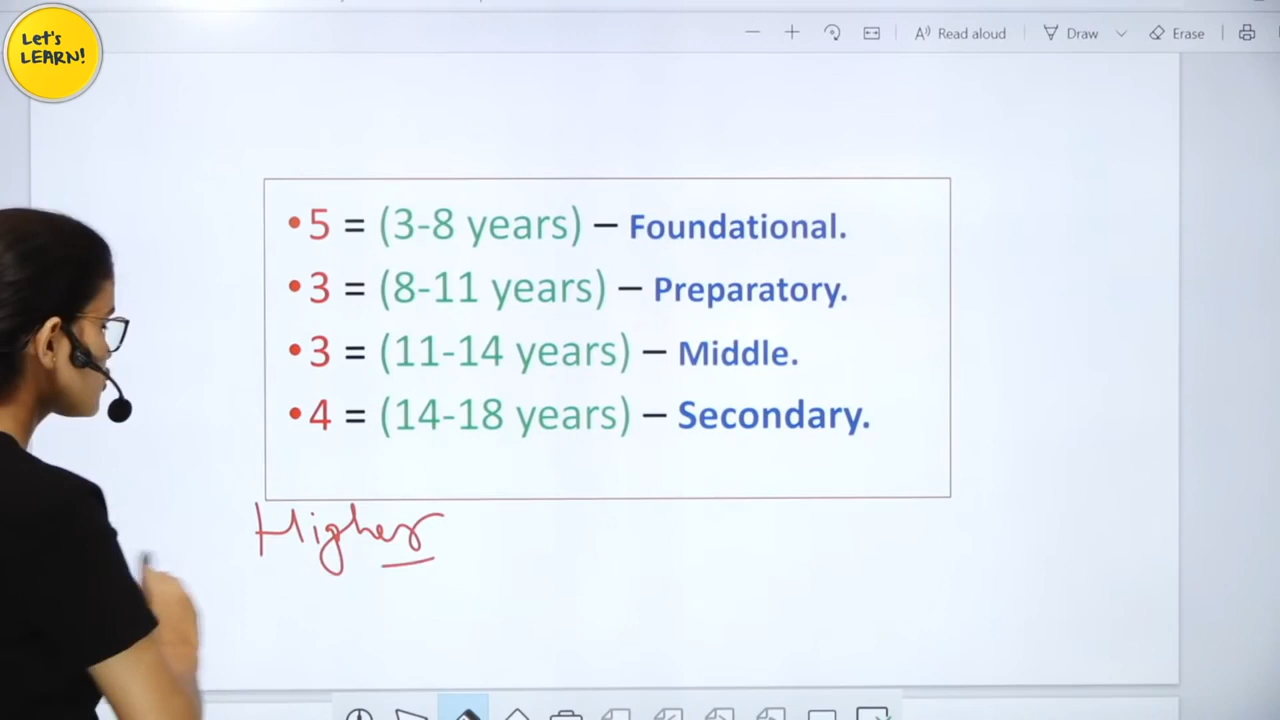 Let's
LEARN!
Read aloud
Draw
Erase
•5 = (3-8 years) – Foundational.
•3 = (8-11 years) – Preparatory.
•3 = (11-14 years) – Middle.
•4 = (14-18 years) – Secondary.
Higher